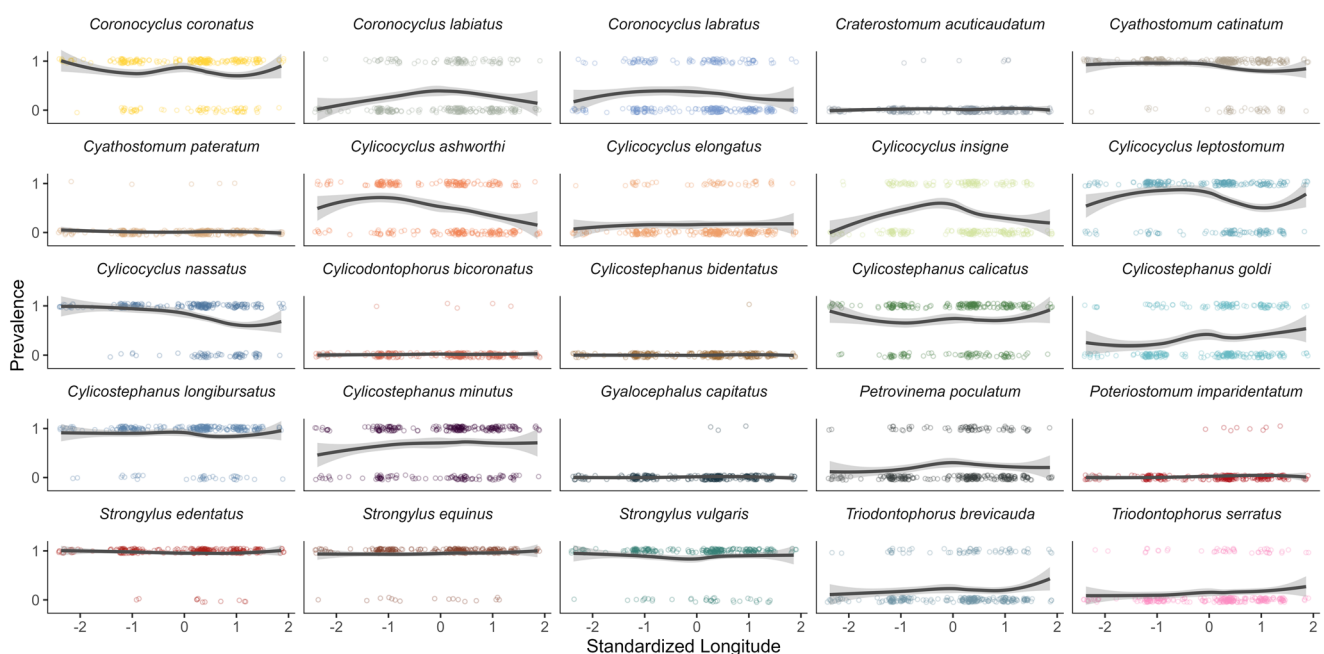 Coronocyclus coronatus Coronocyclus labiatus Coronocyclus labratus Craterostomum acuticaudatum Cyathostomum catinatum
1
0
Cyathostomum pateratum Cylicocyclus ashworthi Cylicocyclus elongatus Cylicocyclus insigne Cylicocyclus leptostomum
1
0
Cylicocyclus nassatus Cylicodontophorus bicoronatus Cylicostephanus bidentatus Cylicostephanus calicatus Cylicostephanus goldi
1
0
Prevalence
Cylicostephanus longibursatus Cylicostephanus minutus Gyalocephalus capitatus Petrovinema poculatum Poteriostomum imparidentatum
1
0
Strongylus edentatus Strongylus equinus Strongylus vulgaris Triodontophorus brevicauda Triodontophorus serratus
1
0
-2 -1 0 1 2 -2 -1 0 1 2 -2 -1 0 1 2 -2 -1 0 1 2 -2 -1 0 1 2
Standardized Longitude